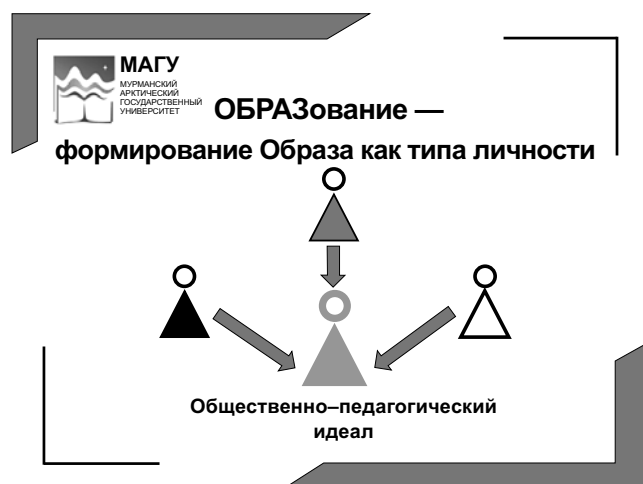 МАГУ
МУРМАНСКИЙ
АРКТИЧЕСКИЙ
ГОСУДАРСТВЕННЫЙ
УНИВЕРСИТЕТ
ОБРАЗование —
формирование Образа как типа личности
Общественно–педагогический
идеал